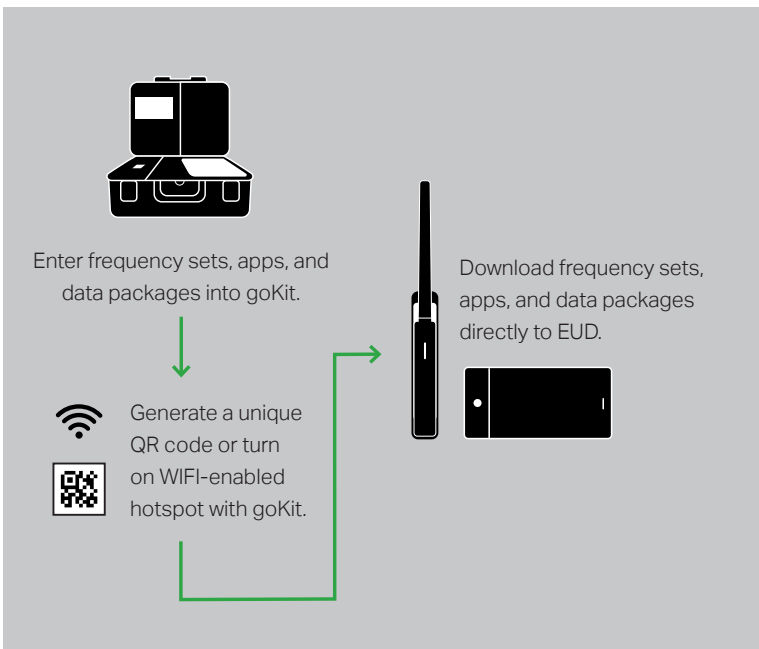 Enter frequency sets, apps, and
data packages into goKit.
Generate a unique
QR code or turn
on WIFI-enabled
hotspot with goKit.
Download frequency sets,
apps, and data packages
directly to EUD.